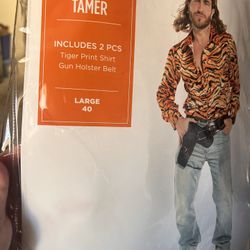 TAMER
INCLUDES 2 PCS
Tiger Print Shirt
Gun Holster Belt
LARGE
40